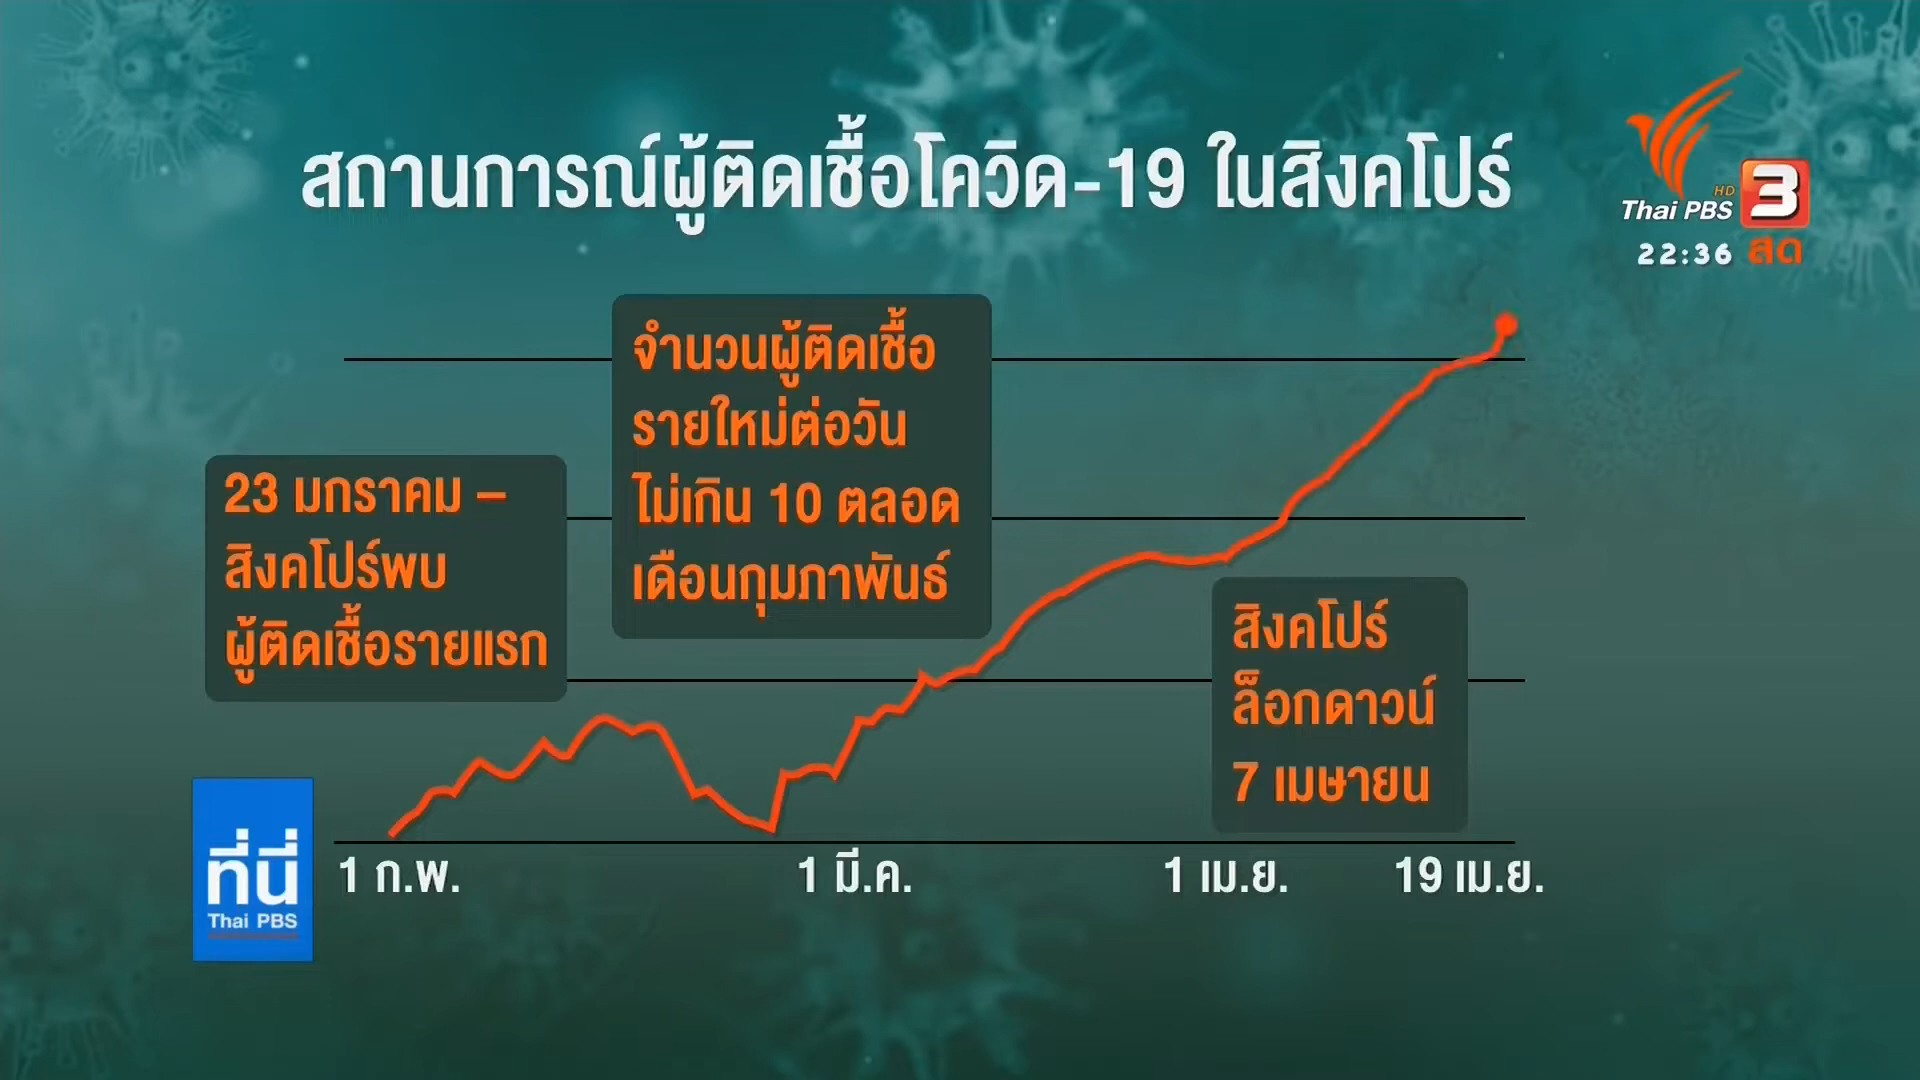 สถานการณ์ผู้ติดเชื้อโควิด-19 ในสิงคโปร์
HD
Thai PBS 3
22:36 สด
จำนวนผู้ติดเชื้อ
รายใหม่ต่อวัน
ไม่เกิน 10 ตลอด
เดือนกุมภาพันธ์
23 มกราคม –
สิงคโปร์พบ
ผู้ติดเชื้อรายแรก
สิงคโปร์
ล็อกดาวน์
7 เมษายน
1 ก.พ.
1 มี.ค.
1 เม.ย.
19 เม.ย.
ที่นี่
Thai PBS